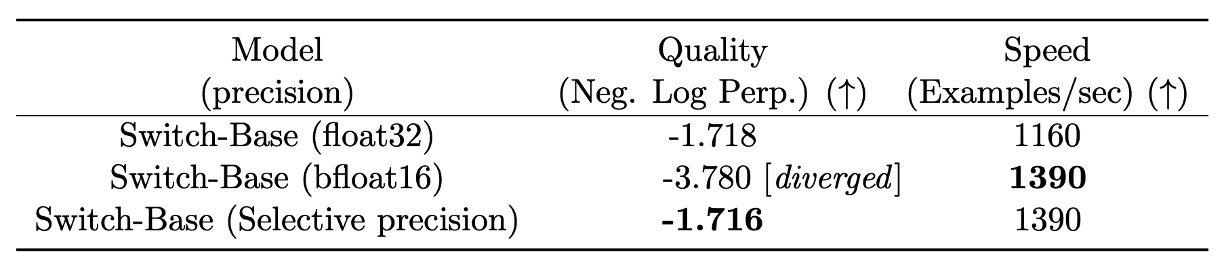 Model Quality Speed
(precision) (Neg. Log Perp.) (↑) (Examples/sec) (↑)
Switch-Base (float32) -1.718 1160
Switch-Base (bfloat16) -3.780 [diverged] 1390
Switch-Base (Selective precision) -1.716 1390